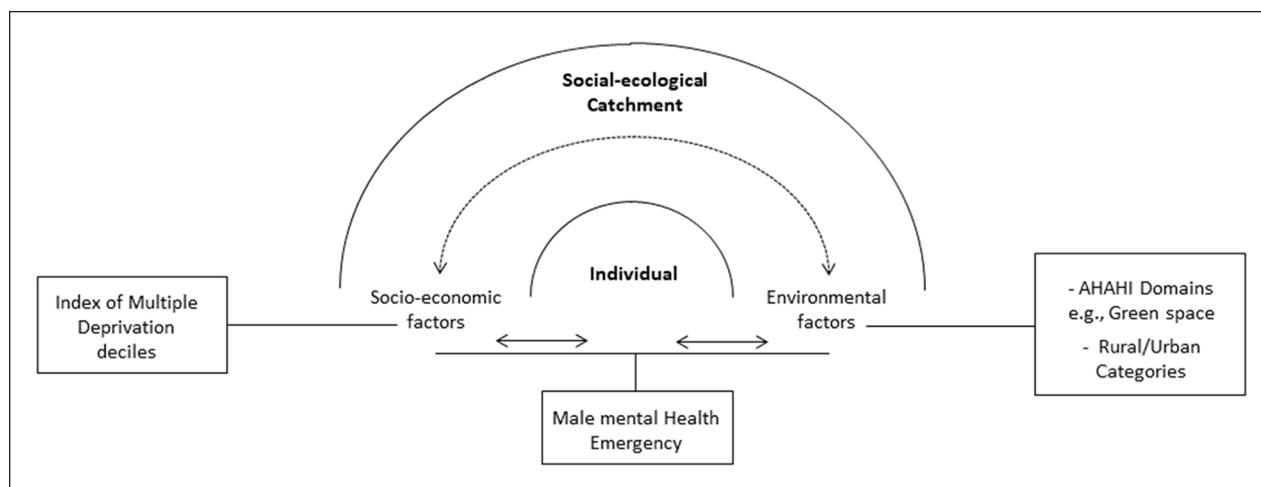 Social-ecological
Catchment
Individual
Socio-economic
factors
Environmental
factors
Index of Multiple
Deprivation
deciles
- AHAHI Domains
e.g., Green space
- Rural/Urban
Categories
Male mental Health
Emergency